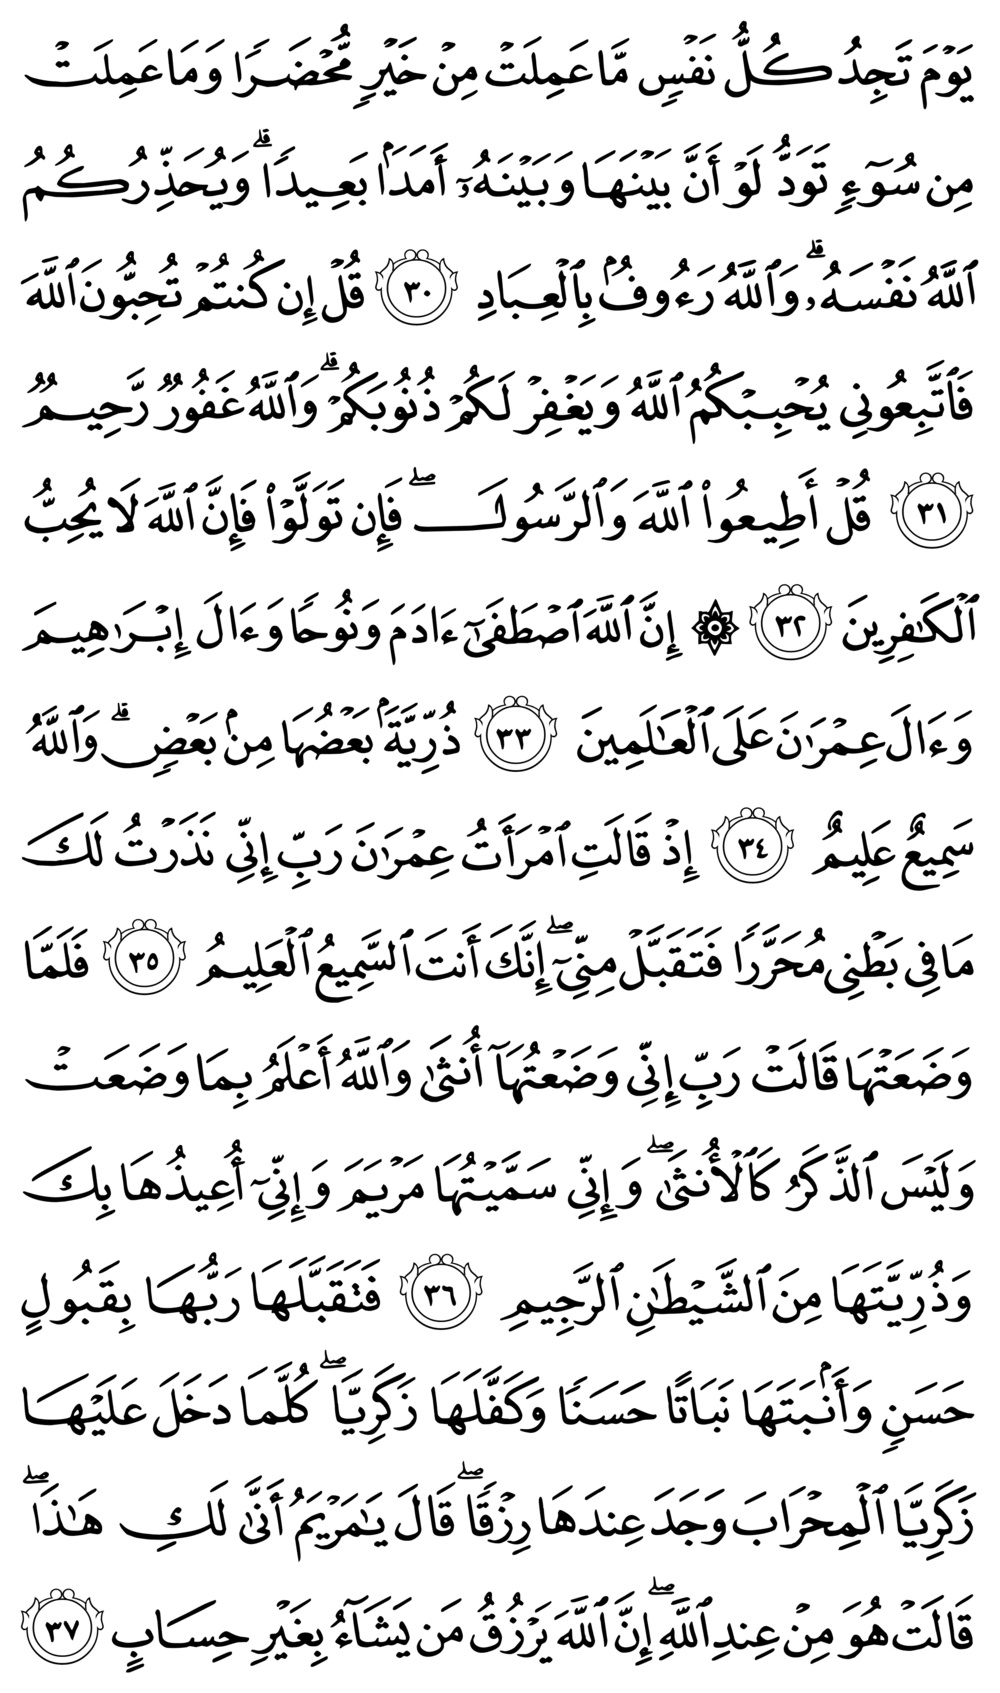 يَوْمَ تَجِدُ كُلُّ نَفْسٍ مَّا عَمِلَتْ مِنْ خَيْرٍ مُّحْضَرًا وَمَا عَمِلَتْ
مِن سُوٓءٍ تَوَدُّ لَوْ أَنَّ بَيْنَهَا وَبَيْنَهُۥٓ أَمَدًۢا بَعِيدًا ۗ وَيُحَذِّرُكُمُ
ٱللَّهُ نَفْسَهُۥ ۗ وَٱللَّهُ رَءُوفُۢ بِٱلْعِبَادِ ٣٠ قُلْ إِن كُنتُمْ تُحِبُّونَ ٱللَّهَ
فَٱتَّبِعُونِى يُحْبِبْكُمُ ٱللَّهُ وَيَغْفِرْ لَكُمْ ذُنُوبَكُمْ ۗ وَٱللَّهُ غَفُورٌ رَّحِيمٌ
٣١ قُلْ أَطِيعُوا۟ ٱللَّهَ وَٱلرَّسُولَ ۖ فَإِن تَوَلَّوْا۟ فَإِنَّ ٱللَّهَ لَا يُحِبُّ
ٱلْكَٰفِرِينَ ٣٢ ۞ إِنَّ ٱللَّهَ ٱصْطَفَىٰٓ ءَادَمَ وَنُوحًا وَءَالَ إِبْرَٰهِيمَ
وَءَالَ عِمْرَٰنَ عَلَى ٱلْعَٰلَمِينَ ٣٣ ذُرِّيَّةًۢ بَعْضُهَا مِنۢ بَعْضٍ ۗ وَٱللَّهُ
سَمِيعٌ عَلِيمٌ ٣٤ إِذْ قَالَتِ ٱمْرَأَتُ عِمْرَٰنَ رَبِّ إِنِّى نَذَرْتُ لَكَ
مَا فِى بَطْنِى مُحَرَّرًا فَتَقَبَّلْ مِنِّىٓ ۖ إِنَّكَ أَنتَ ٱلسَّمِيعُ ٱلْعَلِيمُ ٣٥ فَلَمَّا
وَضَعَتْهَا قَالَتْ رَبِّ إِنِّى وَضَعْتُهَآ أُنثَىٰ وَٱللَّهُ أَعْلَمُ بِمَا وَضَعَتْ
وَلَيْسَ ٱلذَّكَرُ كَٱلْأُنثَىٰ ۖ وَإِنِّى سَمَّيْتُهَا مَرْيَمَ وَإِنِّىٓ أُعِيذُهَا بِكَ
وَذُرِّيَّتَهَا مِنَ ٱلشَّيْطَٰنِ ٱلرَّجِيمِ ٣٦ فَتَقَبَّلَهَا رَبُّهَا بِقَبُولٍ
حَسَنٍ وَأَنۢبَتَهَا نَبَاتًا حَسَنًا وَكَفَّلَهَا زَكَرِيَّا ۖ كُلَّمَا دَخَلَ عَلَيْهَا
زَكَرِيَّا ٱلْمِحْرَابَ وَجَدَ عِندَهَا رِزْقًا ۖ قَالَ يَٰمَرْيَمُ أَنَّىٰ لَكِ هَٰذَا ۖ
قَالَتْ هُوَ مِنْ عِندِ ٱللَّهِ ۖ إِنَّ ٱللَّهَ يَرْزُقُ مَن يَشَآءُ بِغَيْرِ حِسَابٍ ٣٧